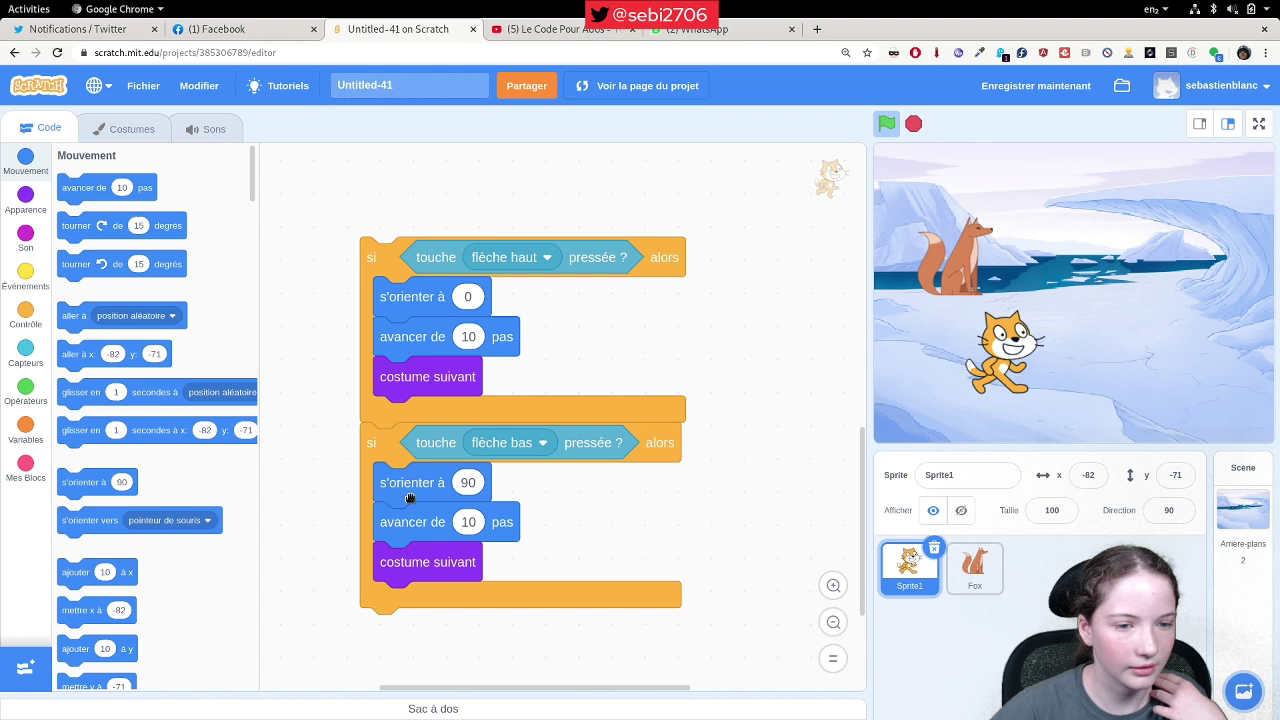 Activities
Google Chrome
@sebi2706
en₂
Notifications / Twitter
(1) Facebook
Untitled-41 on Scratch
(5) Le Code Pour Ados -
(2) WhatsApp
scratch.mit.edu/projects/385306789/editor
SCRATCH
Fichier
Modifier
Tutoriels
Untitled-41
Partager
Voir la page du projet
Enregistrer maintenant
sebastienblanc
Code
Costumes
Sons
Mouvement
Apparence
Son
Événements
Contrôle
Capteurs
Opérateurs
Variables
Mes Blocs
Mouvement
avancer de 10 pas
tourner de 15 degrés
tourner de 15 degrés
aller à position aléatoire
aller à x: -82 y: -71
glisser en 1 secondes à position aléatoire
glisser en 1 secondes à x: -82 y: -71
s'orienter à 90
s'orienter vers pointeur de souris
ajouter 10 à x
mettre x à -82
ajouter 10 à y
mettre y à -71
si touche flèche haut pressée ? alors
s'orienter à 0
avancer de 10 pas
costume suivant
si touche flèche bas pressée ? alors
s'orienter à 90
avancer de 10 pas
costume suivant
Sac à dos
Sprite Sprite1 x -82 y -71
Afficher Taille 100 Direction 90
Sprite1
Fox
Scène
Arrière-plans
2